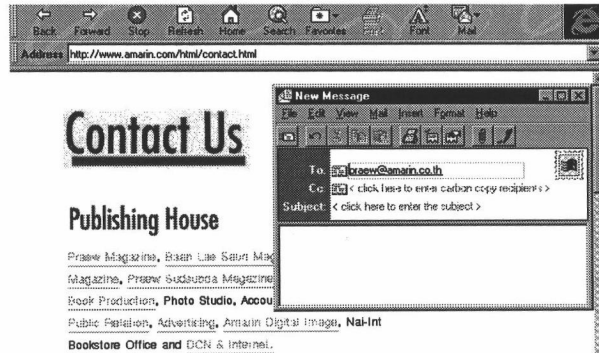 Back Forward Stop Refresh Home Search Favorites Print Font Mail
Address http://www.amarin.com/html/contact.html
Contact Us
New Message
File Edit View Mail Insert Format Help
To: praew@amarin.co.th
Cc: < click here to enter carbon copy recipients >
Subject: < click here to enter the subject >
Publishing House
Praew Magazine, Baan Lae Suan Mag
Magazine, Praew Sudsupda Magazine
Book Production, Photo Studio, Accou
Public Relation, Advertising, Amarin Digital Image, Nai-Int
Bookstore Office and DCN & Internet.